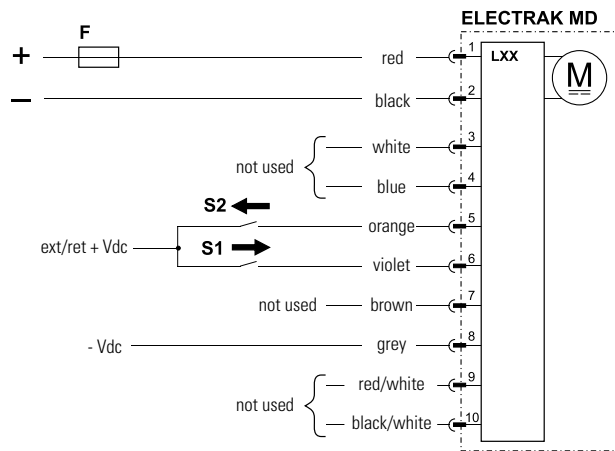 ELECTRAK MD
F
+ red 1 LXX M
– black 2
white 3
not used
blue 4
S2
orange 5
ext/ret + Vdc S1
violet 6
not used brown 7
- Vdc grey 8
red/white 9
not used
black/white 10